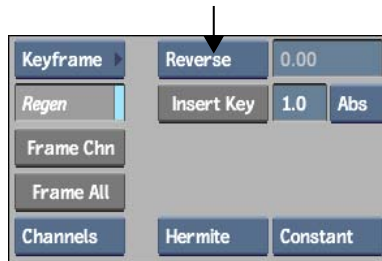 Keyframe Reverse 0.00
Regen Insert Key 1.0 Abs
Frame Chn
Frame All
Channels Hermite Constant